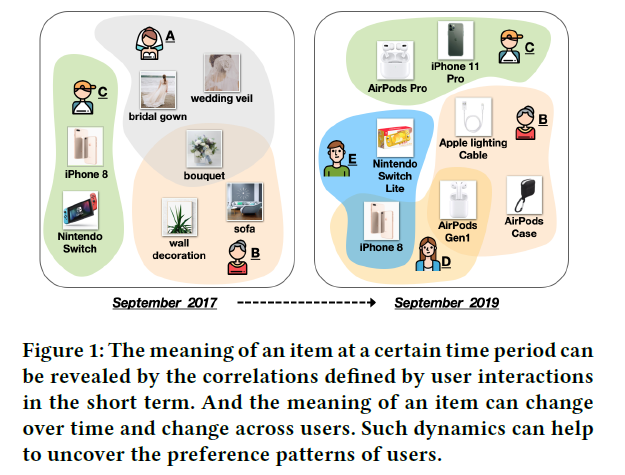 A
C
wedding veil
bridal gown
iPhone 8
bouquet
Nintendo
Switch
sofa
wall
decoration
B
September 2017
C
iPhone 11
Pro
AirPods Pro
B
Apple lighting
Cable
E
Nintendo
Switch
Lite
AirPods
Gen1
AirPods
Case
iPhone 8
D
September 2019
Figure 1: The meaning of an item at a certain time period can
be revealed by the correlations defined by user interactions
in the short term. And the meaning of an item can change
over time and change across users. Such dynamics can help
to uncover the preference patterns of users.